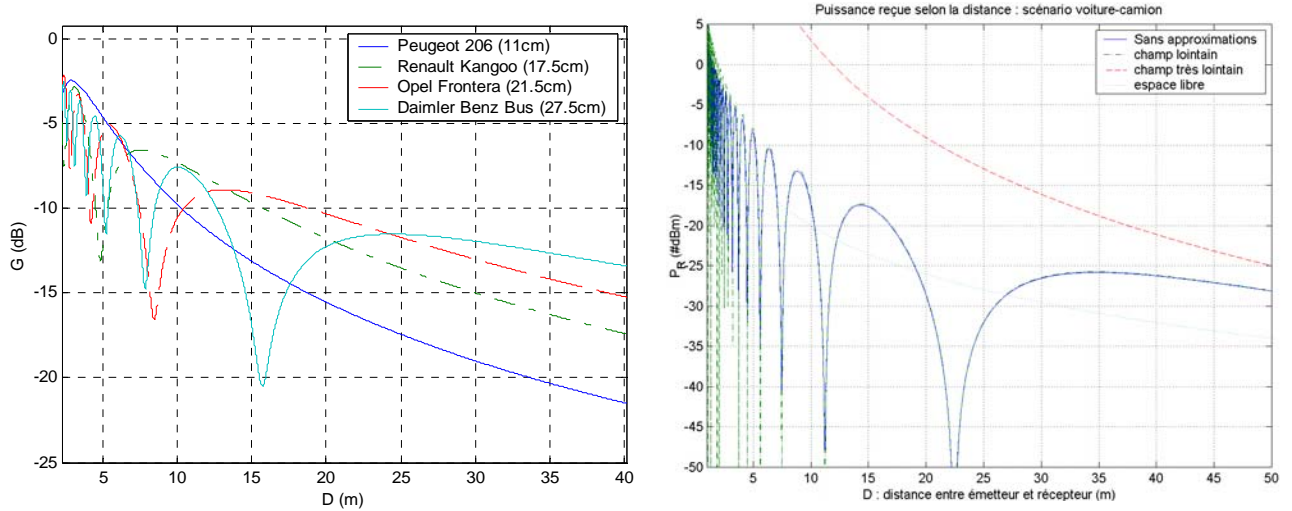 0
-5
-10
-15
-20
-25
G (dB)
5
10
15
20
25
30
35
40
D (m)
Peugeot 206 (11cm)
Renault Kangoo (17.5cm)
Opel Frontera (21.5cm)
Daimler Benz Bus (27.5cm)
Puissance reçue selon la distance : scénario voiture-camion
5
0
-5
-10
-15
-20
-25
-30
-35
-40
-45
-50
P_R (#dBm)
5
10
15
20
25
30
35
40
45
50
D : distance entre émetteur et récepteur (m)
Sans approximations
champ lointain
champ très lointain
espace libre